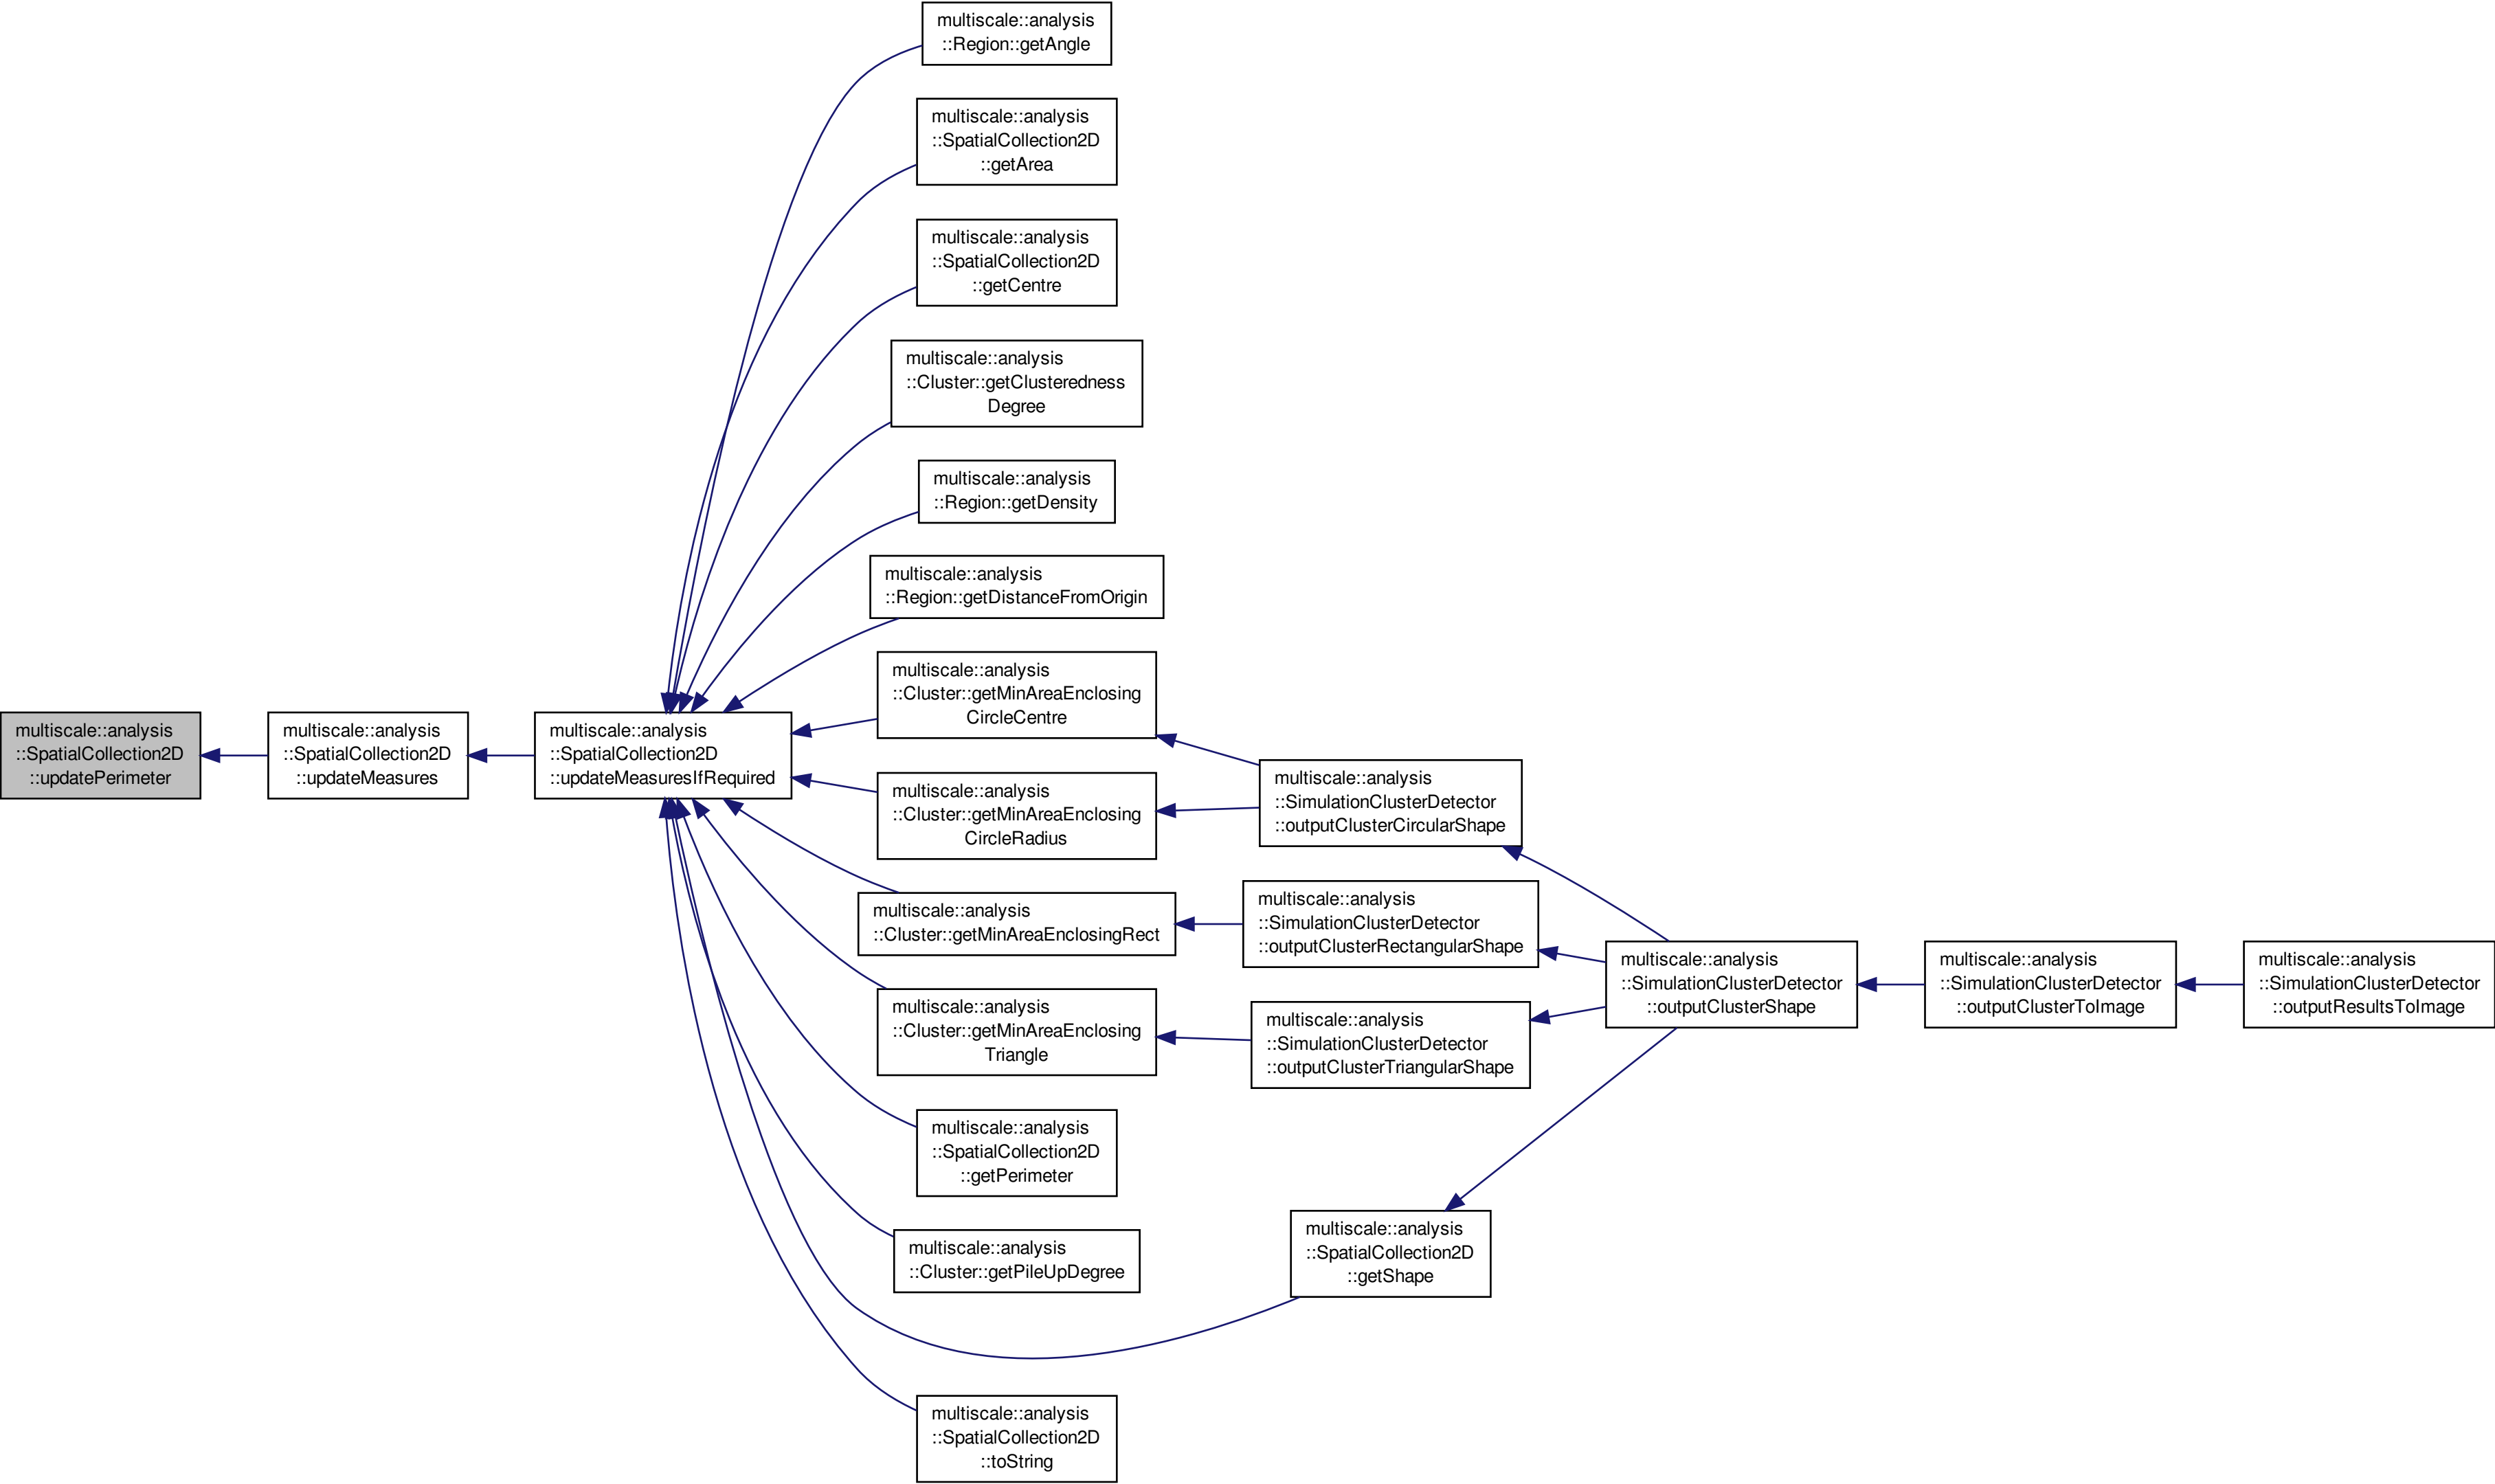 multiscale::analysis
::Region::getAngle
multiscale::analysis
::SpatialCollection2D
::getArea
multiscale::analysis
::SpatialCollection2D
::getCentre
multiscale::analysis
::Cluster::getClusteredness
Degree
multiscale::analysis
::Region::getDensity
multiscale::analysis
::Region::getDistanceFromOrigin
multiscale::analysis
::Cluster::getMinAreaEnclosing
CircleCentre
multiscale::analysis
::SpatialCollection2D
::updatePerimeter
multiscale::analysis
::SpatialCollection2D
::updateMeasures
multiscale::analysis
::SpatialCollection2D
::updateMeasuresIfRequired
multiscale::analysis
::Cluster::getMinAreaEnclosing
CircleRadius
multiscale::analysis
::SimulationClusterDetector
::outputClusterCircularShape
multiscale::analysis
::Cluster::getMinAreaEnclosingRect
multiscale::analysis
::SimulationClusterDetector
::outputClusterRectangularShape
multiscale::analysis
::SimulationClusterDetector
::outputClusterShape
multiscale::analysis
::SimulationClusterDetector
::outputClusterToImage
multiscale::analysis
::SimulationClusterDetector
::outputResultsToImage
multiscale::analysis
::Cluster::getMinAreaEnclosing
Triangle
multiscale::analysis
::SimulationClusterDetector
::outputClusterTriangularShape
multiscale::analysis
::SpatialCollection2D
::getPerimeter
multiscale::analysis
::Cluster::getPileUpDegree
multiscale::analysis
::SpatialCollection2D
::getShape
multiscale::analysis
::SpatialCollection2D
::toString